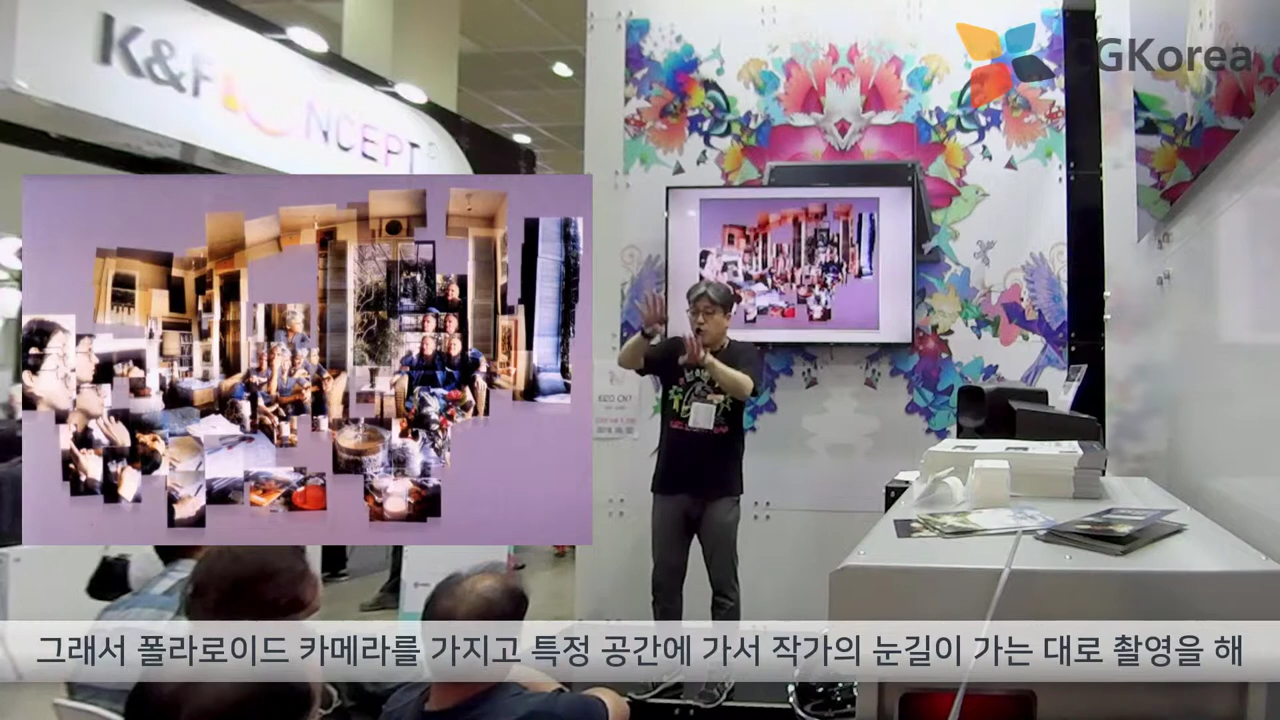 K&F CONCEPT
CGKorea
그래서 폴라로이드 카메라를 가지고 특정 공간에 가서 작가의 눈길이 가는 대로 촬영을 해